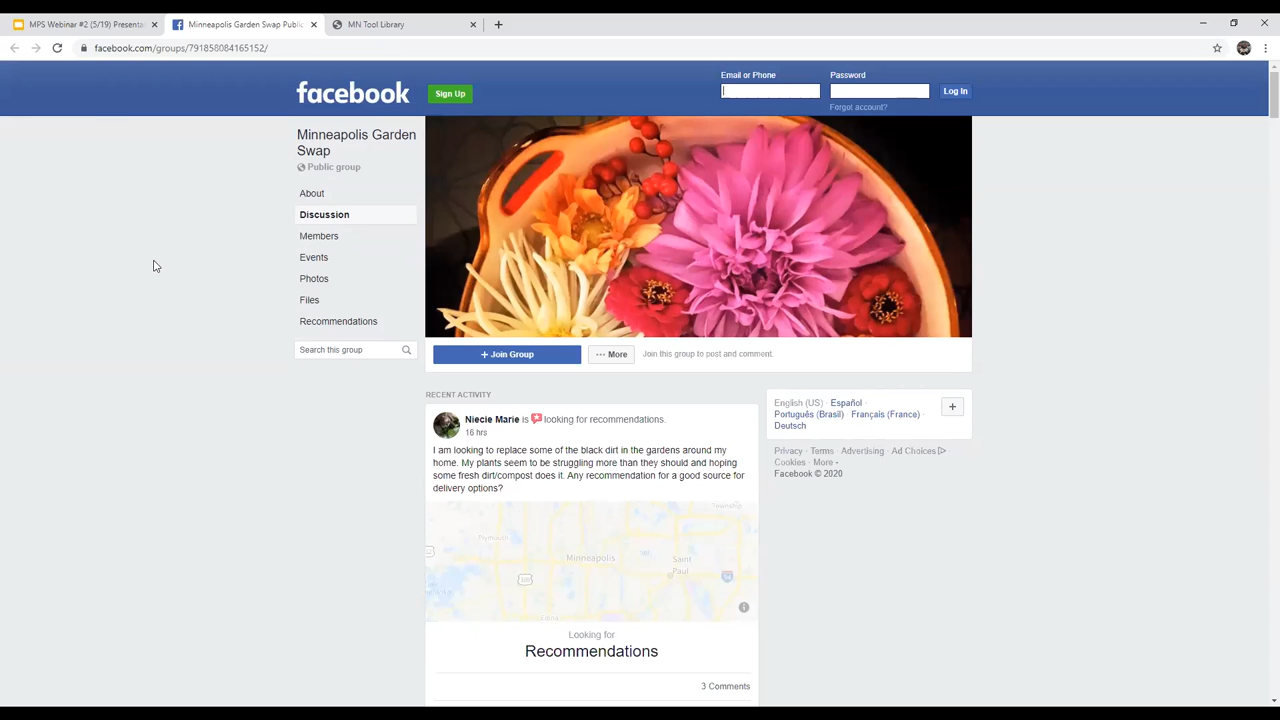 MPS Webinar #2 (5/19) Presenta
Minneapolis Garden Swap Public
MN Tool Library
facebook.com/groups/791858084165152/
Email or Phone
Password
facebook
Sign Up
Log In
Forgot account?
Minneapolis Garden
Swap
Public group
About
Discussion
Members
Events
Photos
Files
Recommendations
Search this group
+ Join Group
••• More
Join this group to post and comment.
RECENT ACTIVITY
Niecie Marie is looking for recommendations.
16 hrs
I am looking to replace some of the black dirt in the gardens around my
home. My plants seem to be struggling more than they should and hoping
some fresh dirt/compost does it. Any recommendation for a good source for
delivery options?
Township
Plymouth
Minneapolis
Saint
Paul
Edina
Looking for
Recommendations
3 Comments
English (US) · Español ·
Português (Brasil) · Français (France) ·
Deutsch
Privacy · Terms · Advertising · Ad Choices ·
Cookies · More
Facebook © 2020